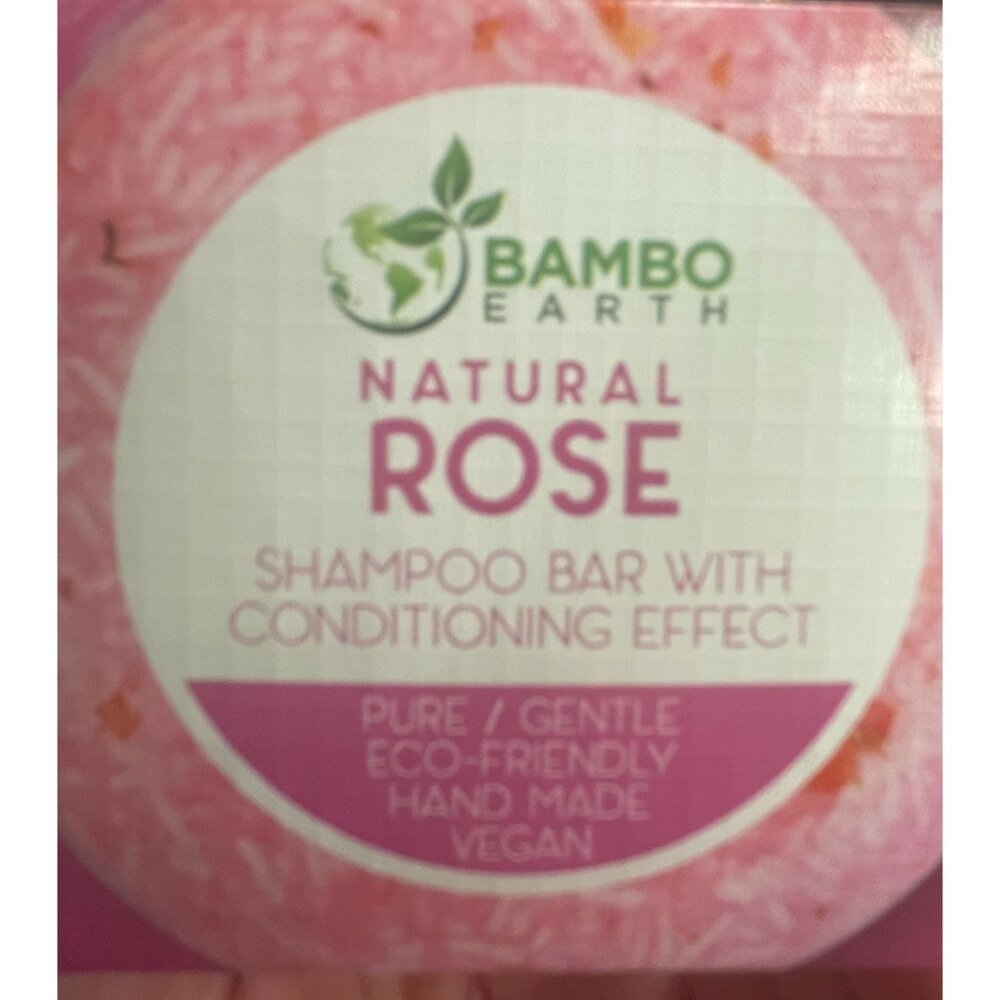 BAMBO
EARTH
NATURAL
ROSE
SHAMPOO BAR WITH
CONDITIONING EFFECT
PURE / GENTLE
ECO-FRIENDLY
HAND MADE
VEGAN